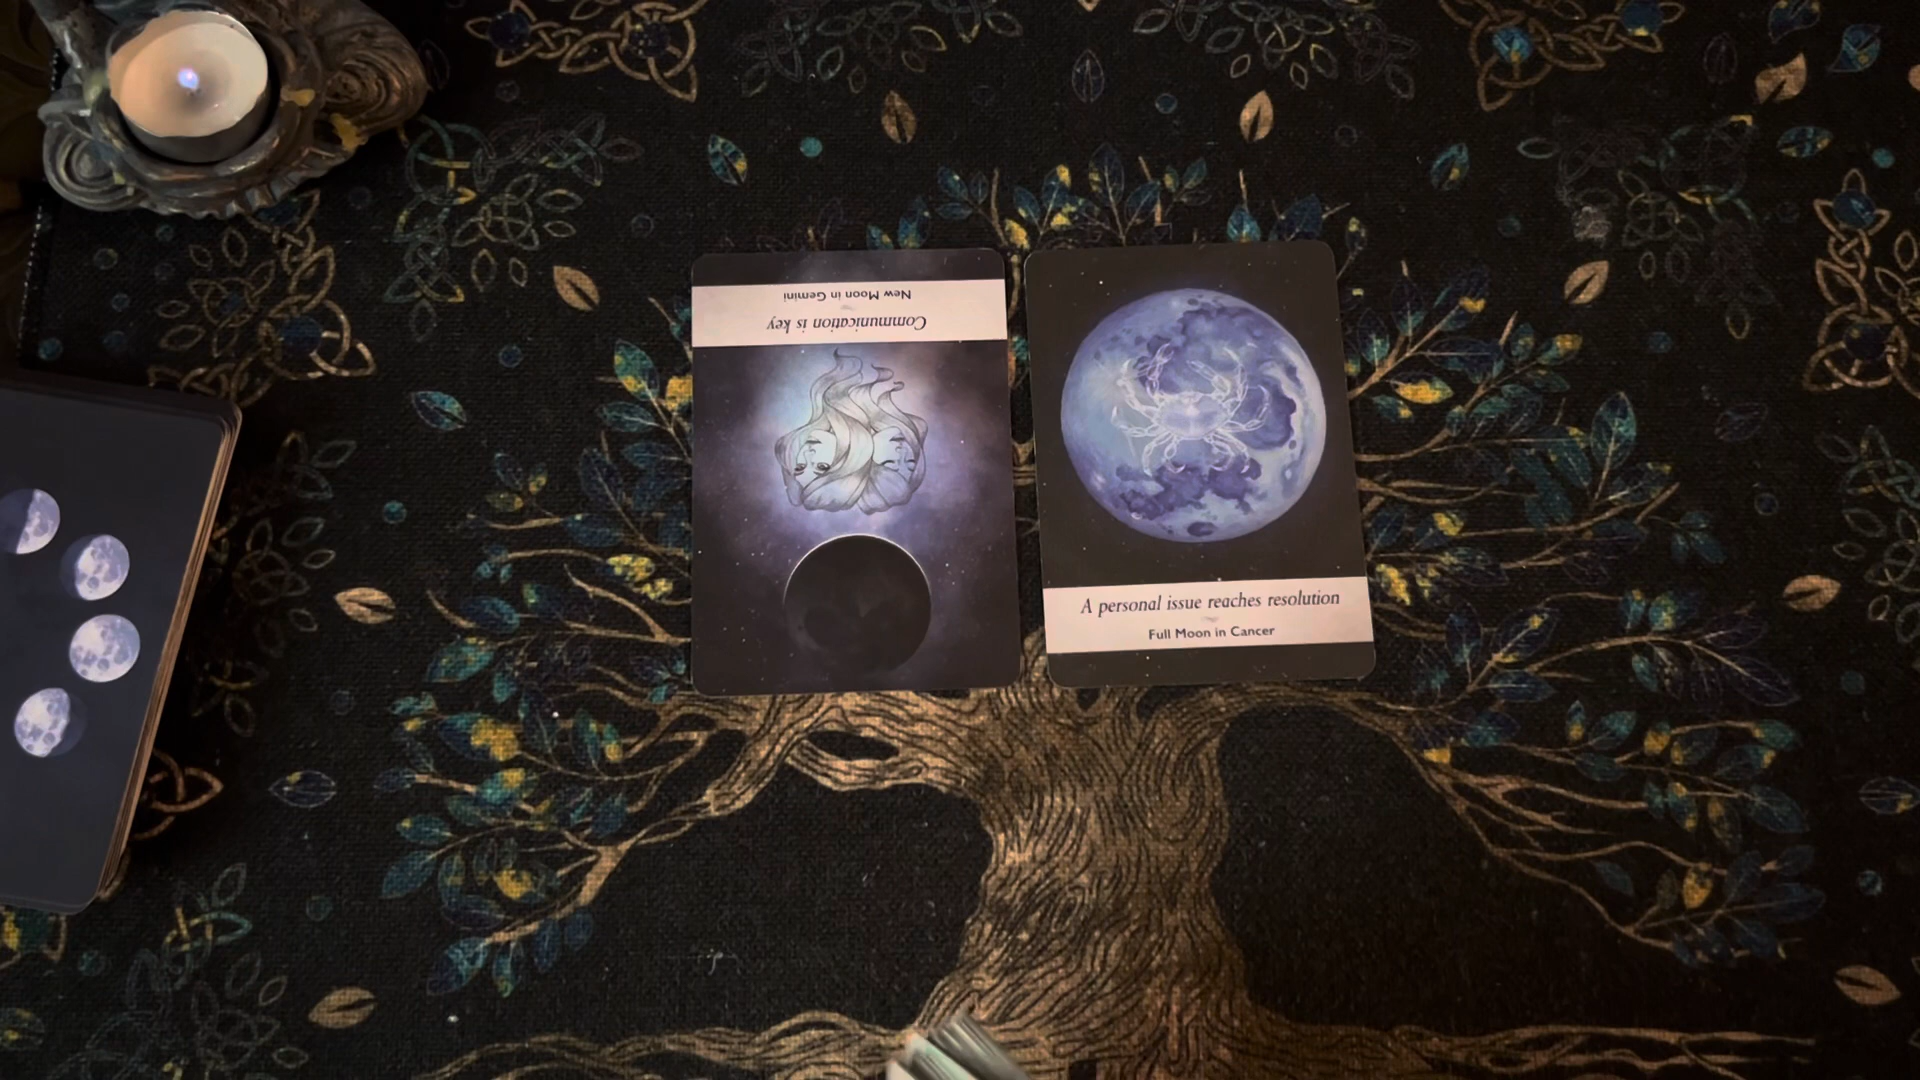 Communication is key
New Moon in Gemini
A personal issue reaches resolution
Full Moon in Cancer